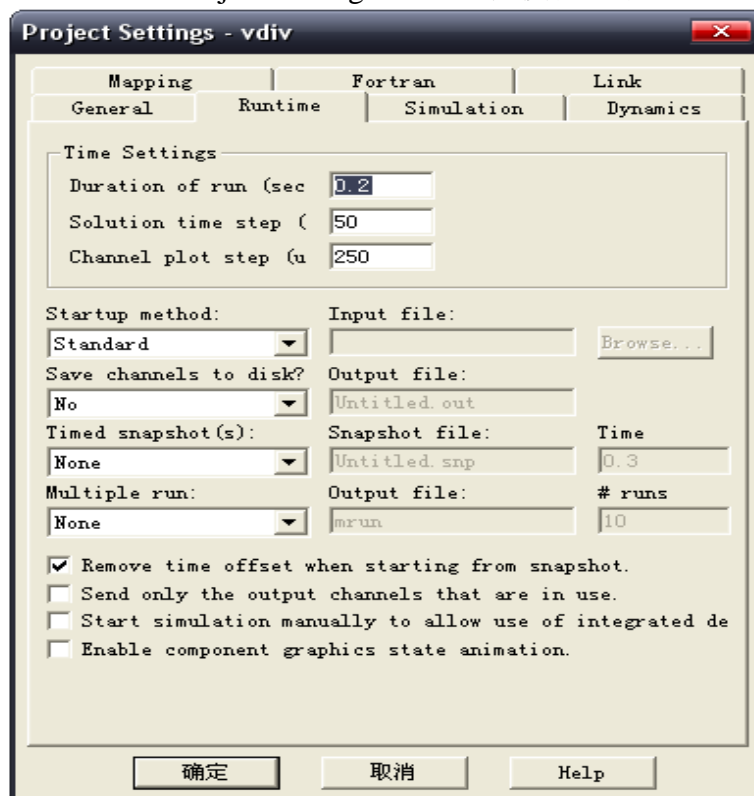 Project Settings - vdiv
Mapping Fortran Link
General Runtime Simulation Dynamics
Time Settings
Duration of run (sec 0.2
Solution time step ( 50
Channel plot step (u 250
Startup method: Input file:
Standard Browse...
Save channels to disk? Output file:
No Untitled.out
Timed snapshot(s): Snapshot file: Time
None Untitled.snp 0.3
Multiple run: Output file: # runs
None mrun 10
Remove time offset when starting from snapshot.
Send only the output channels that are in use.
Start simulation manually to allow use of integrated de
Enable component graphics state animation.
确定 取消 Help